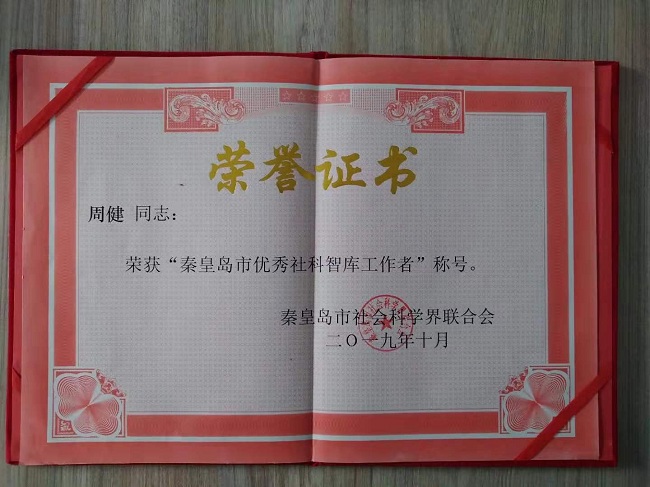 荣誉证书
周健 同志：
荣获“秦皇岛市优秀社科智库工作者”称号。
秦皇岛市社会科学界联合会
二〇一九年十月